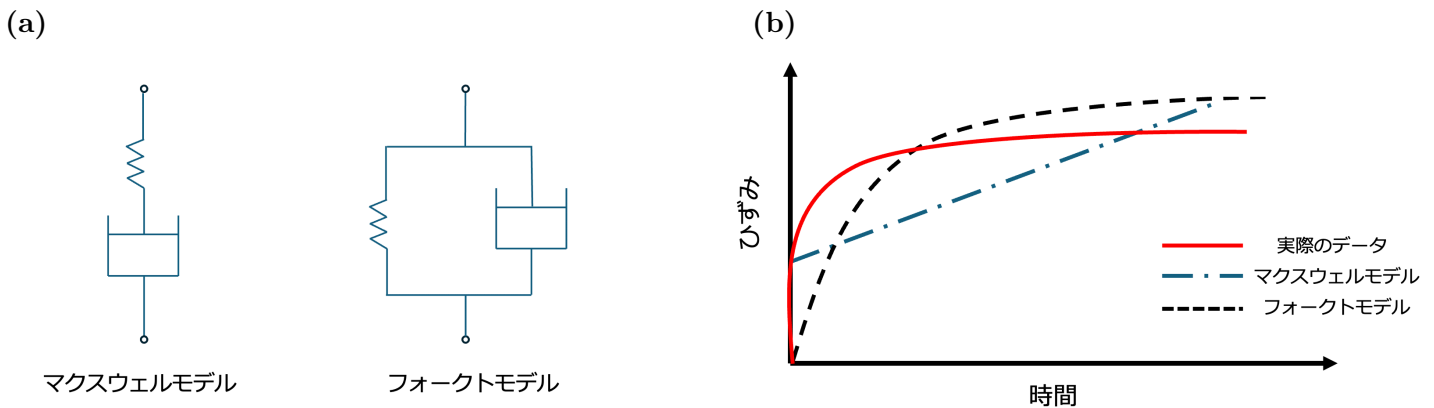 (a)
マクスウェルモデル
フォークトモデル
(b)
ひずみ
実際のデータ
マクスウェルモデル
フォークトモデル
時間